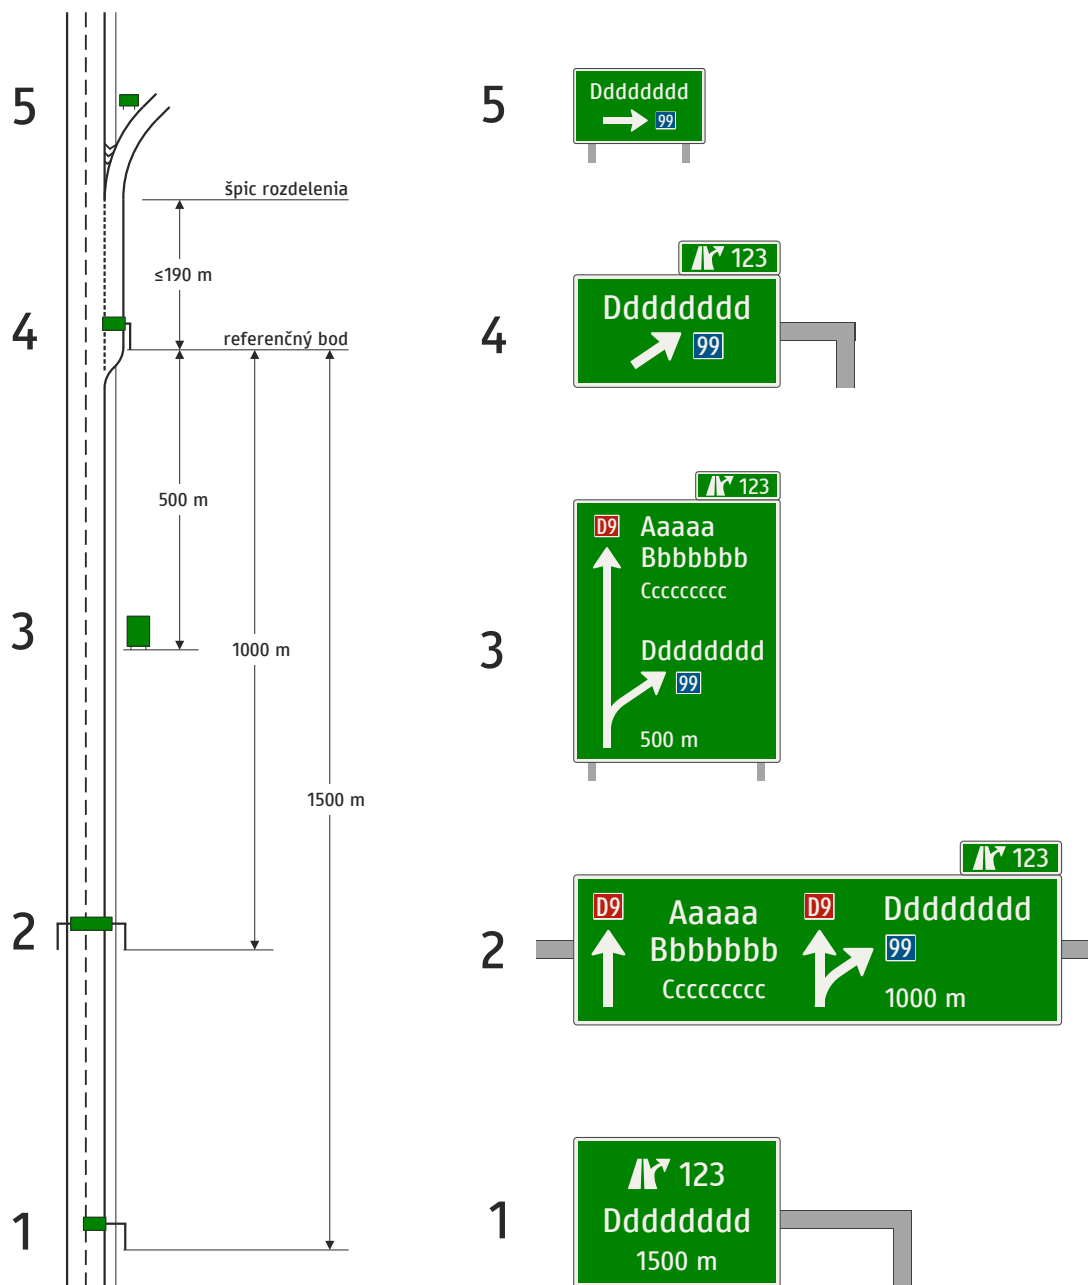 5
špic rozdelenia
≤190 m
4
referenčný bod
500 m
3
1000 m
1500 m
2
1
5
Dddddddd
99
4
123
Dddddddd
99
3
123
D9 Aaaaa
Bbbbbbb
Ccccccccc
Dddddddd
99
500 m
2
123
D9 Aaaaa D9 Dddddddd
Bbbbbbb 99
Ccccccccc 1000 m
1
123
Dddddddd
1500 m